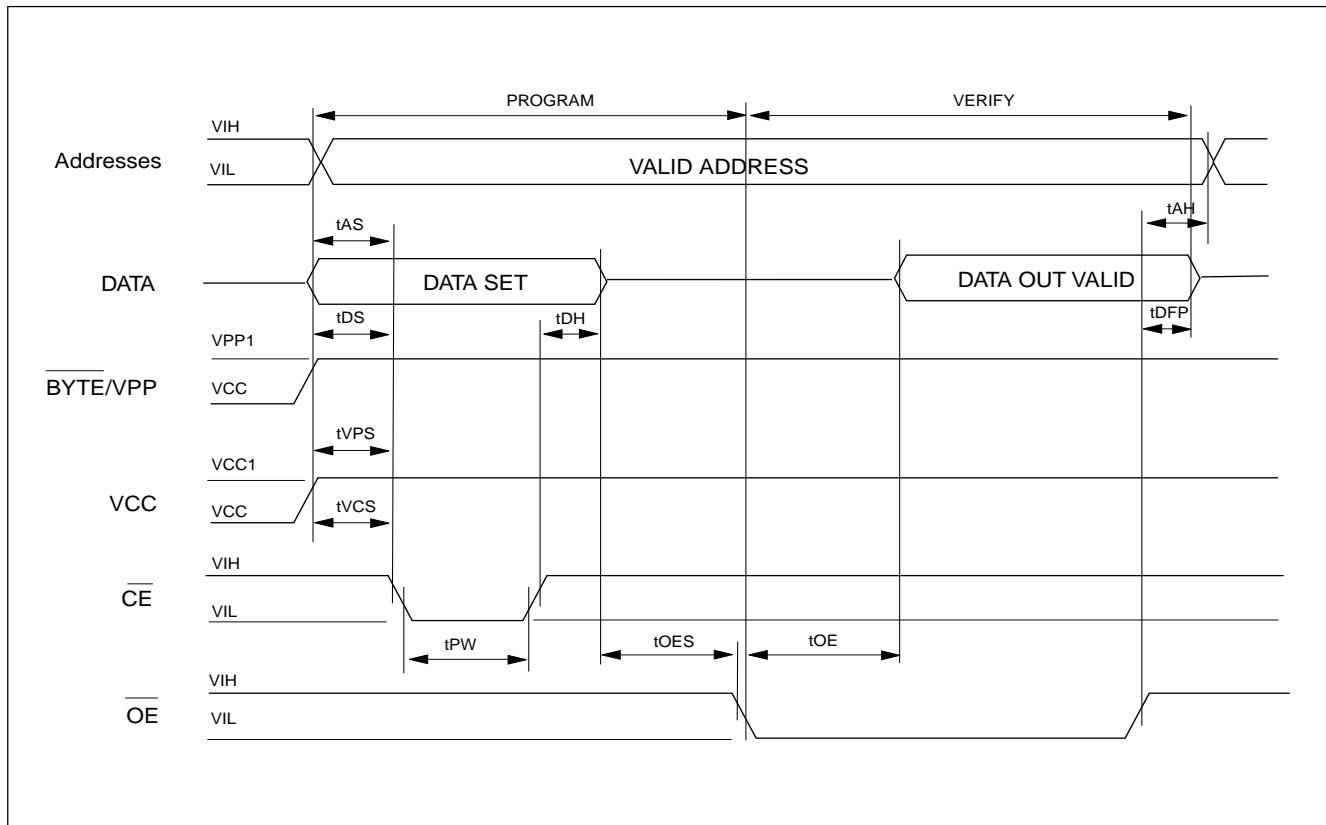 PROGRAM VERIFY
VIH
Addresses
VIL
VALID ADDRESS
tAH
tAS
DATA
DATA SET
DATA OUT VALID
tDS
tDH
tDFP
VPP1
BYTE/VPP
VCC
tVPS
VCC1
VCC
VCC
tVCS
VIH
CE
VIL
tPW
tOES
tOE
VIH
OE
VIL